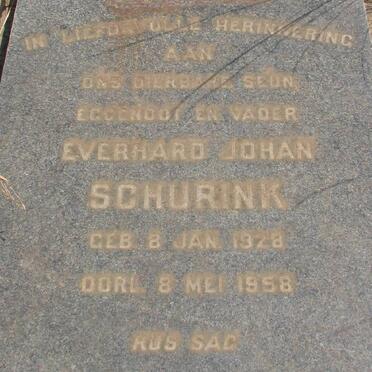 IN LIEFDEVOLLE HERINNERING
AAN
ONS DIERBARE SEUN,
EGGENOOT EN VADER
EVERHARD JOHAN
SCHURINK
GEB. 8 JAN. 1928
OORL. 8 MEI 1958
RUS SAG